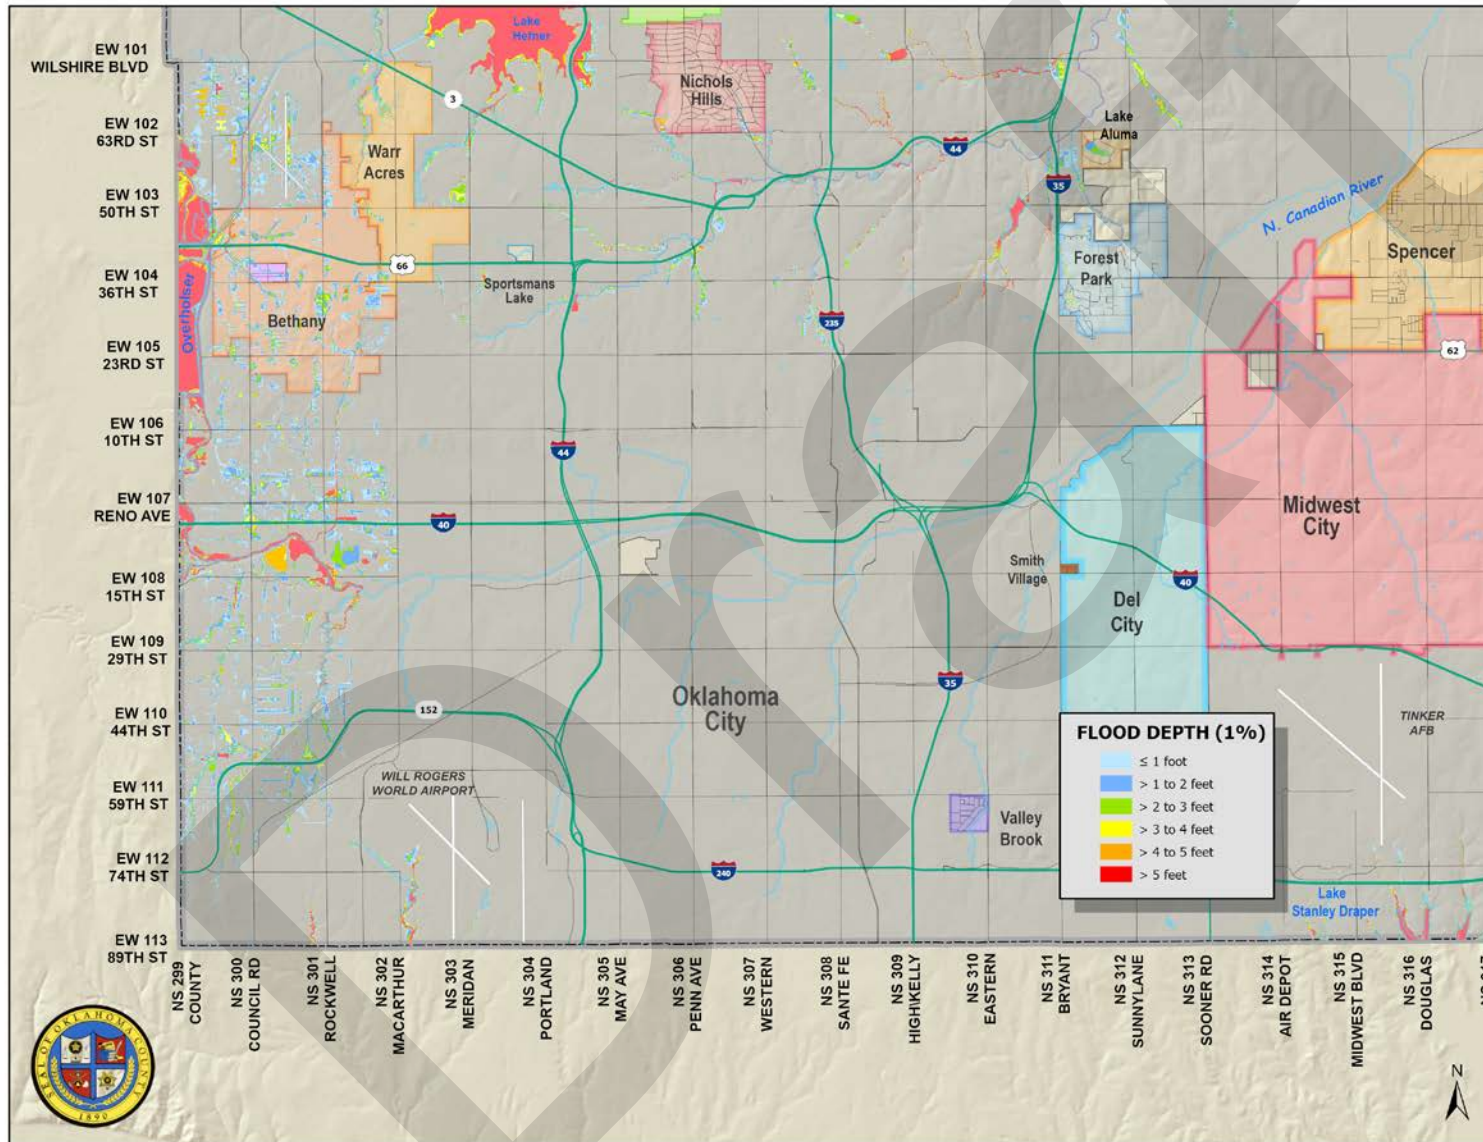 EW 101
WILSHIRE BLVD
EW 102
63RD ST
EW 103
50TH ST
EW 104
36TH ST
EW 105
23RD ST
EW 106
10TH ST
EW 107
RENO AVE
EW 108
15TH ST
EW 109
29TH ST
EW 110
44TH ST
EW 111
59TH ST
EW 112
74TH ST
EW 113
89TH ST
Lake
Hefner
Nichols
Hills
3
Warr
Acres
44
Lake
Aluma
35
N. Canadian River
Spencer
66
Sportsmans
Lake
Forest
Park
Overholser
Bethany
235
62
44
40
Midwest
City
Smith
Village
40
Del
City
Oklahoma
City
35
152
TINKER
AFB
WILL ROGERS
WORLD AIRPORT
Valley
Brook
240
Lake
Stanley Draper
FLOOD DEPTH (1%)
≤ 1 foot
> 1 to 2 feet
> 2 to 3 feet
> 3 to 4 feet
> 4 to 5 feet
> 5 feet
NS 299
COUNTY
NS 300
COUNCIL RD
NS 301
ROCKWELL
NS 302
MACARTHUR
NS 303
MERIDAN
NS 304
PORTLAND
NS 305
MAY AVE
NS 306
PENN AVE
NS 307
WESTERN
NS 308
SANTE FE
NS 309
HIGH\KELLY
NS 310
EASTERN
NS 311
BRYANT
NS 312
SUNNYLANE
NS 313
SOONER RD
NS 314
AIR DEPOT
NS 315
MIDWEST BLVD
NS 316
DOUGLAS
SEAL OF OKLAHOMA COUNTY
1890
N
Draft